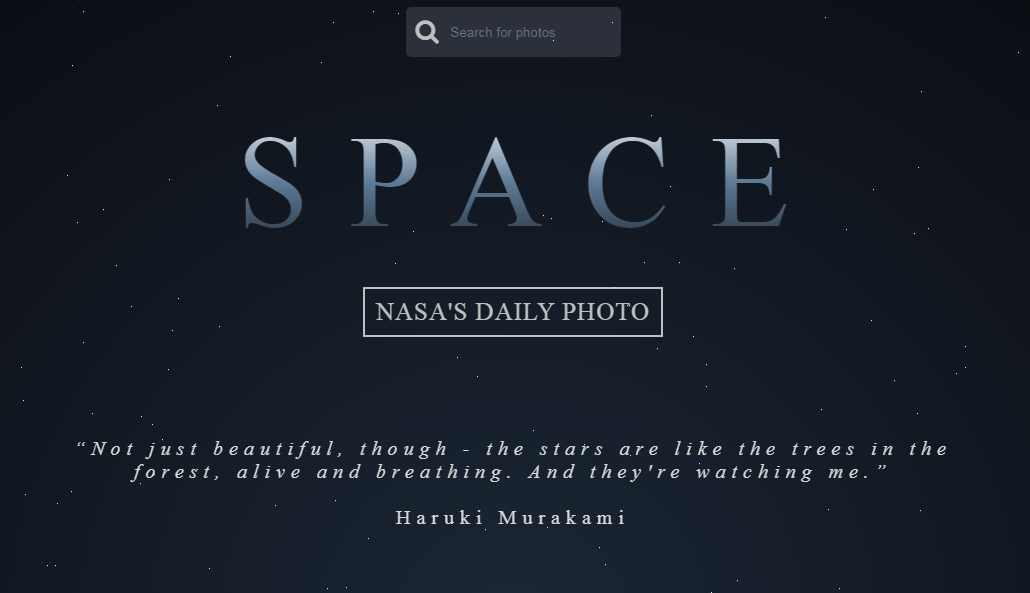 Search for photos
SPACE
NASA'S DAILY PHOTO
“Not just beautiful, though - the stars are like the trees in the
forest, alive and breathing. And they're watching me.”
Haruki Murakami